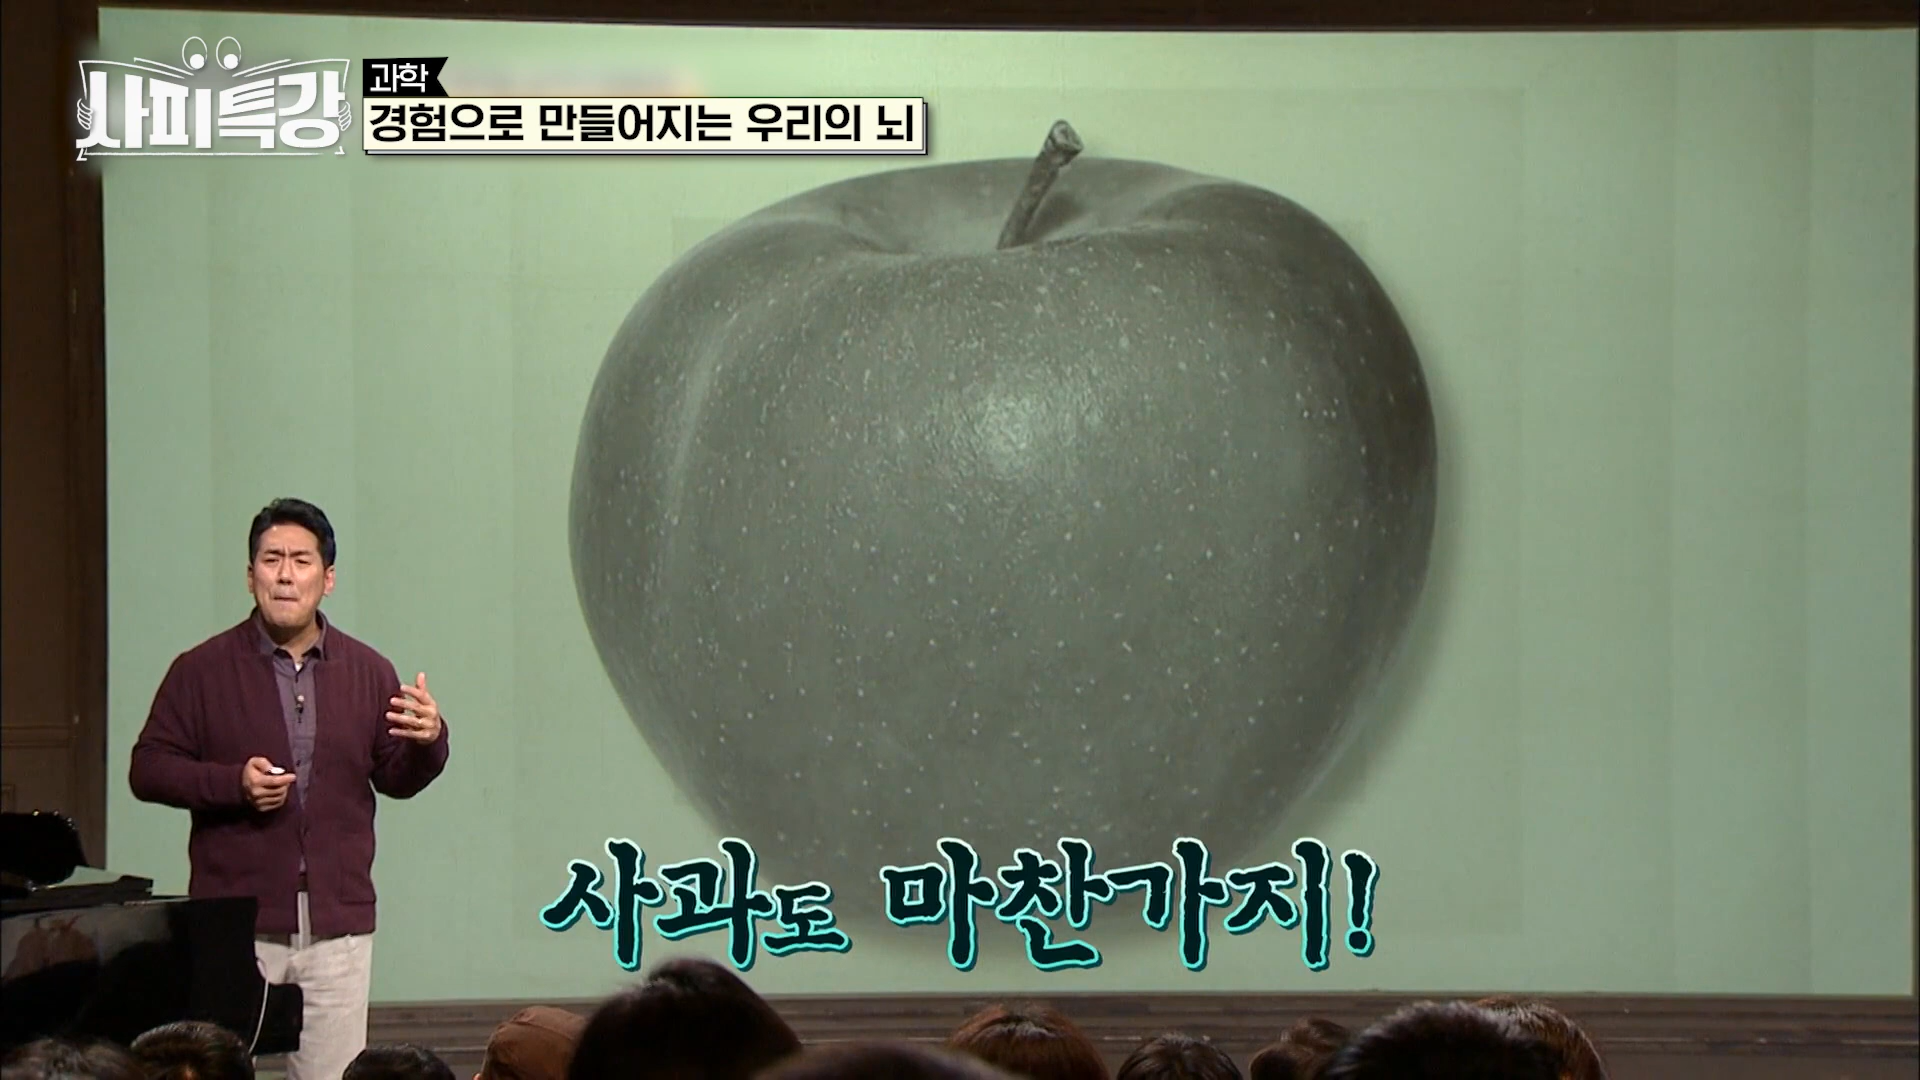 사피특강
과학
경험으로 만들어지는 우리의 뇌
사과도 마찬가지!